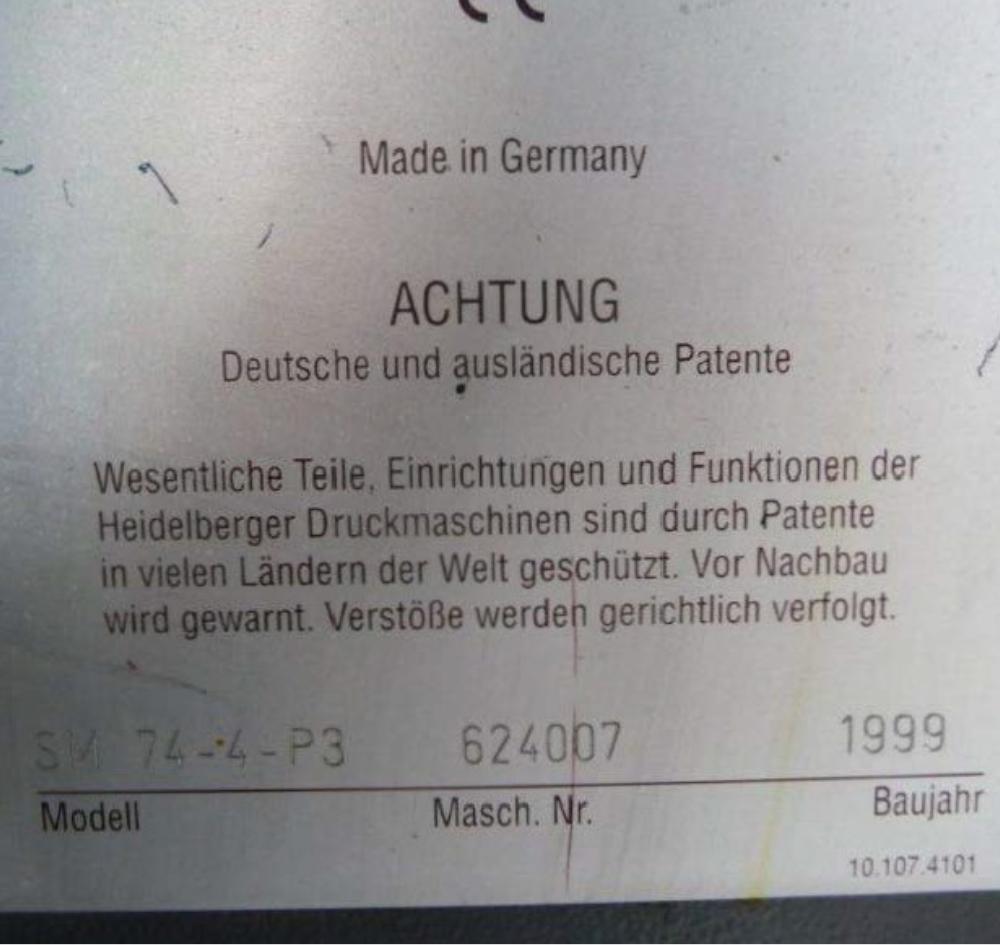 Made in Germany
ACHTUNG
Deutsche und ausländische Patente
Wesentliche Teile, Einrichtungen und Funktionen der
Heidelberger Druckmaschinen sind durch Patente
in vielen Ländern der Welt geschützt. Vor Nachbau
wird gewarnt. Verstöße werden gerichtlich verfolgt.
SM 74-4-P3 624007 1999
Modell Masch. Nr. Baujahr
10.107.4101